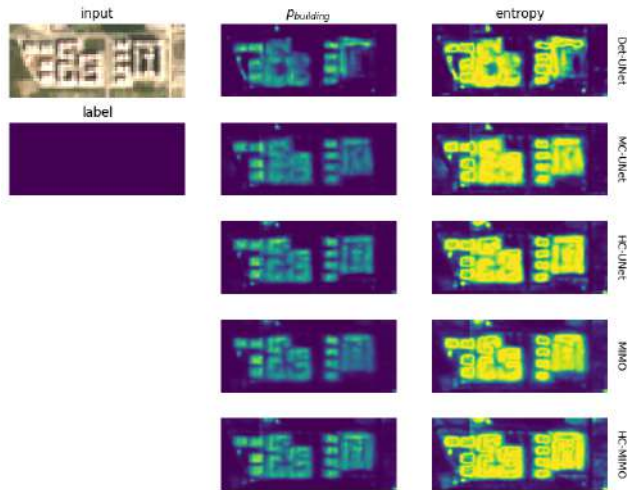 input
p_building
entropy
label
Det-UNet
MC-UNet
HC-UNet
MIMO
HC-MIMO